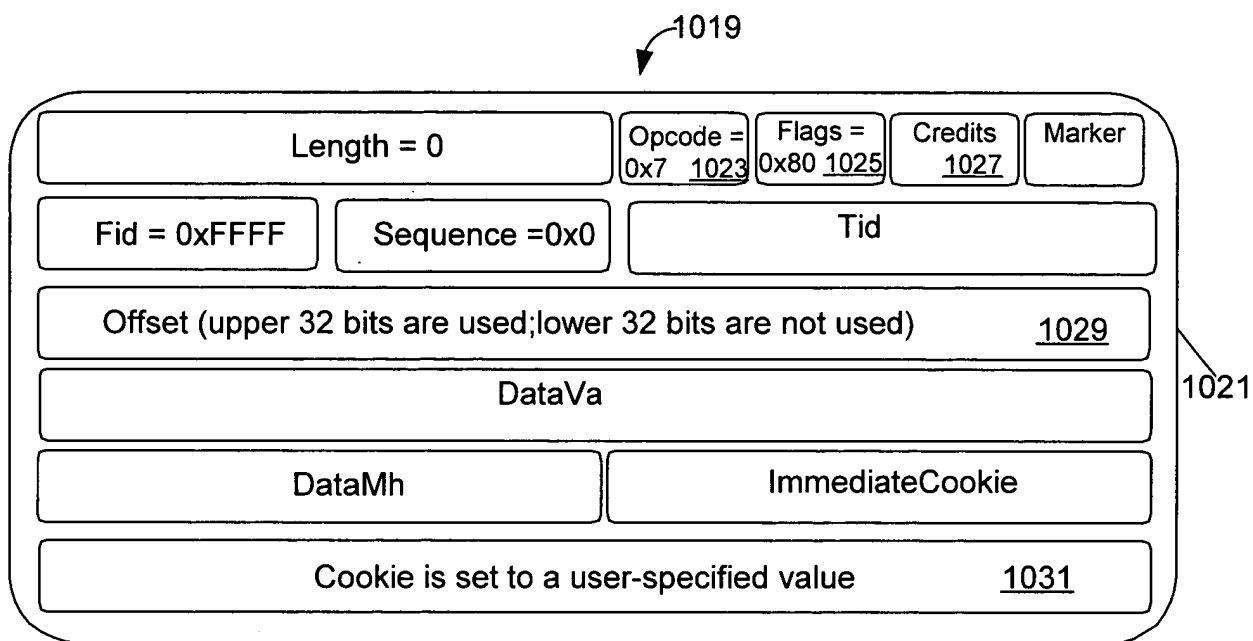 1019
Length = 0
Opcode =
0x7 1023
Flags =
0x80 1025
Credits
1027
Marker
Fid = 0xFFFF
Sequence =0x0
Tid
Offset (upper 32 bits are used;lower 32 bits are not used) 1029
1021
DataVa
DataMh
ImmediateCookie
Cookie is set to a user-specified value 1031